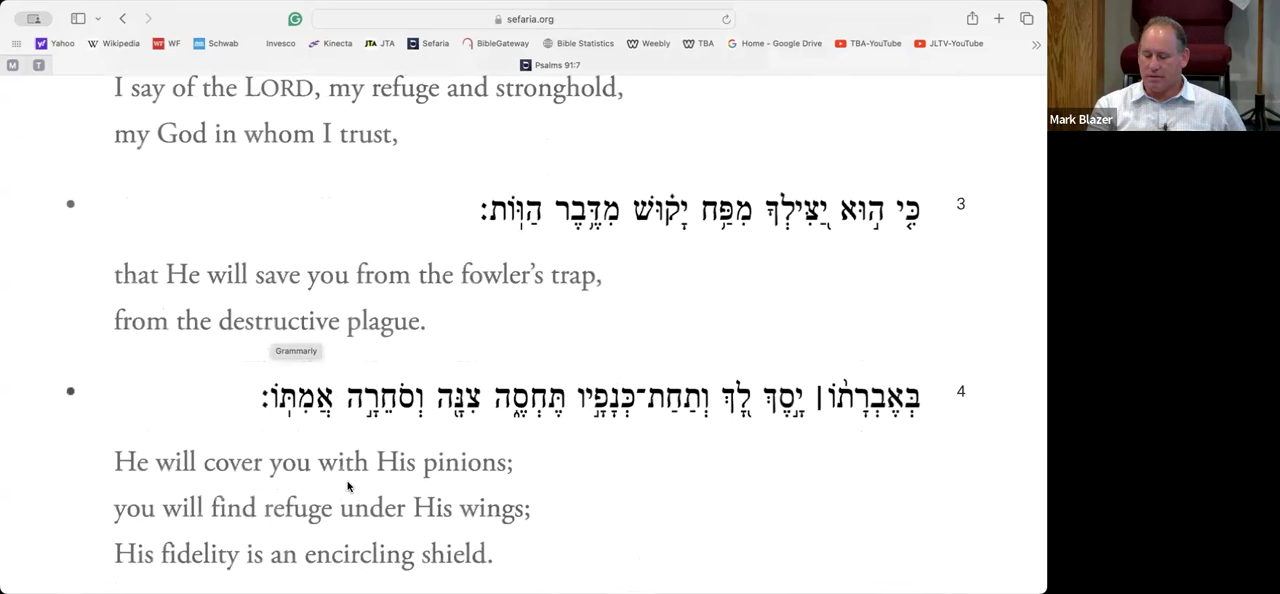 sefaria.org
Yahoo Wikipedia WF Schwab Invesco Kinecta JTA Sefaria BibleGateway Bible Statistics Weebly TBA Home - Google Drive TBA-YouTube JLTV-YouTube
M T Psalms 91:7
I say of the LORD, my refuge and stronghold,
my God in whom I trust,
3 כִּ֤י ה֣וּא יַ֭צִּֽילְךָ מִפַּ֥ח יָק֗וּשׁ מִדֶּ֥בֶר הַוּֽוֹת׃
that He will save you from the fowler’s trap,
from the destructive plague.
Grammarly
4 בְּאֶבְרָת֨וֹ ׀ יָ֣סֶךְ לָ֭ךְ וְתַחַת־כְּנָפָ֣יו תֶּחְסֶ֑ה צִנָּ֖ה וְֽסֹחֵרָ֣ה אֲמִתּֽוֹ׃
He will cover you with His pinions;
you will find refuge under His wings;
His fidelity is an encircling shield.
Mark Blazer